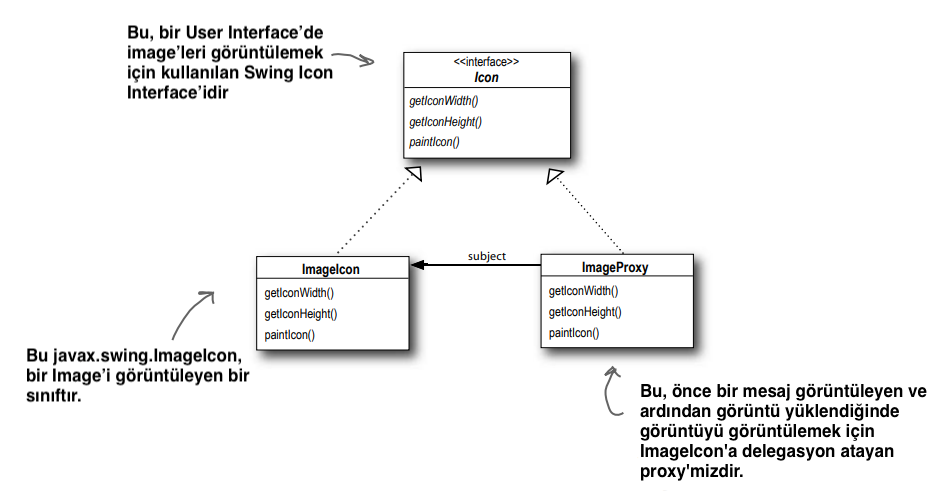 Bu, bir User Interface’de
image’leri görüntülemek
için kullanılan Swing Icon
Interface’idir
<<interface>>
Icon
getIconWidth()
getIconHeight()
paintIcon()
subject
ImageIcon
getIconWidth()
getIconHeight()
paintIcon()
ImageProxy
getIconWidth()
getIconHeight()
paintIcon()
Bu javax.swing.ImageIcon,
bir Image’i görüntüleyen bir
sınıftır.
Bu, önce bir mesaj görüntüleyen ve
ardından görüntü yüklendiğinde
görüntüyü görüntülemek için
ImageIcon'a delegasyon atayan
proxy'mizdir.